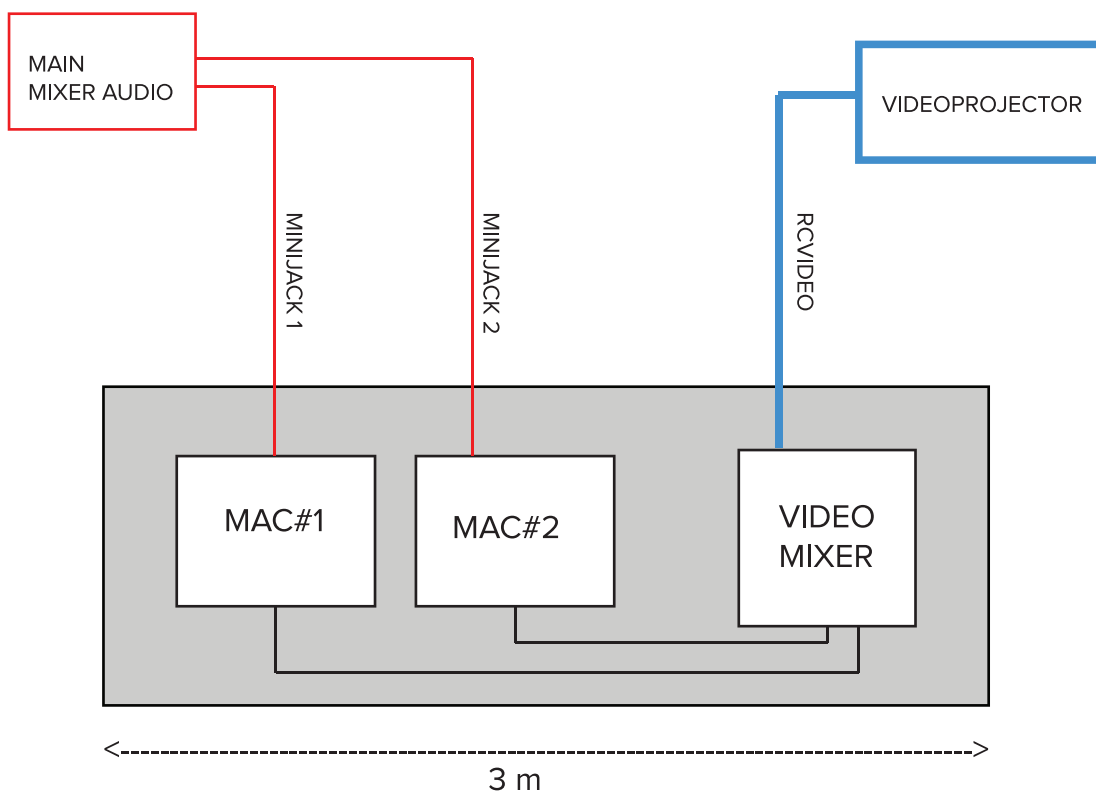 MAIN
MIXER AUDIO
VIDEOPROJECTOR
MINIJACK 1
MINIJACK 2
RCVIDEO
MAC#1
MAC#2
VIDEO
MIXER
3 m